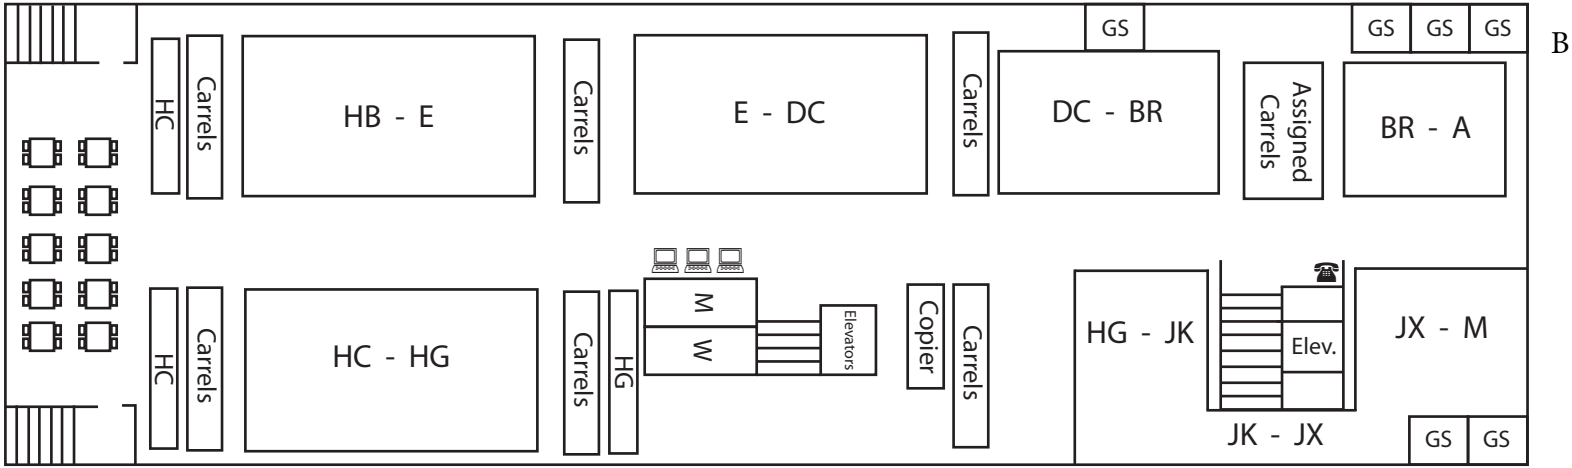 GS
GS GS GS
B
HC
Carrels
HB - E
Carrels
E - DC
Carrels
DC - BR
Assigned
Carrels
BR - A
HC
Carrels
HC - HG
Carrels
HG
M
W
Elevators
Copier
Carrels
HG - JK
Elev.
JX - M
JK - JX
GS GS